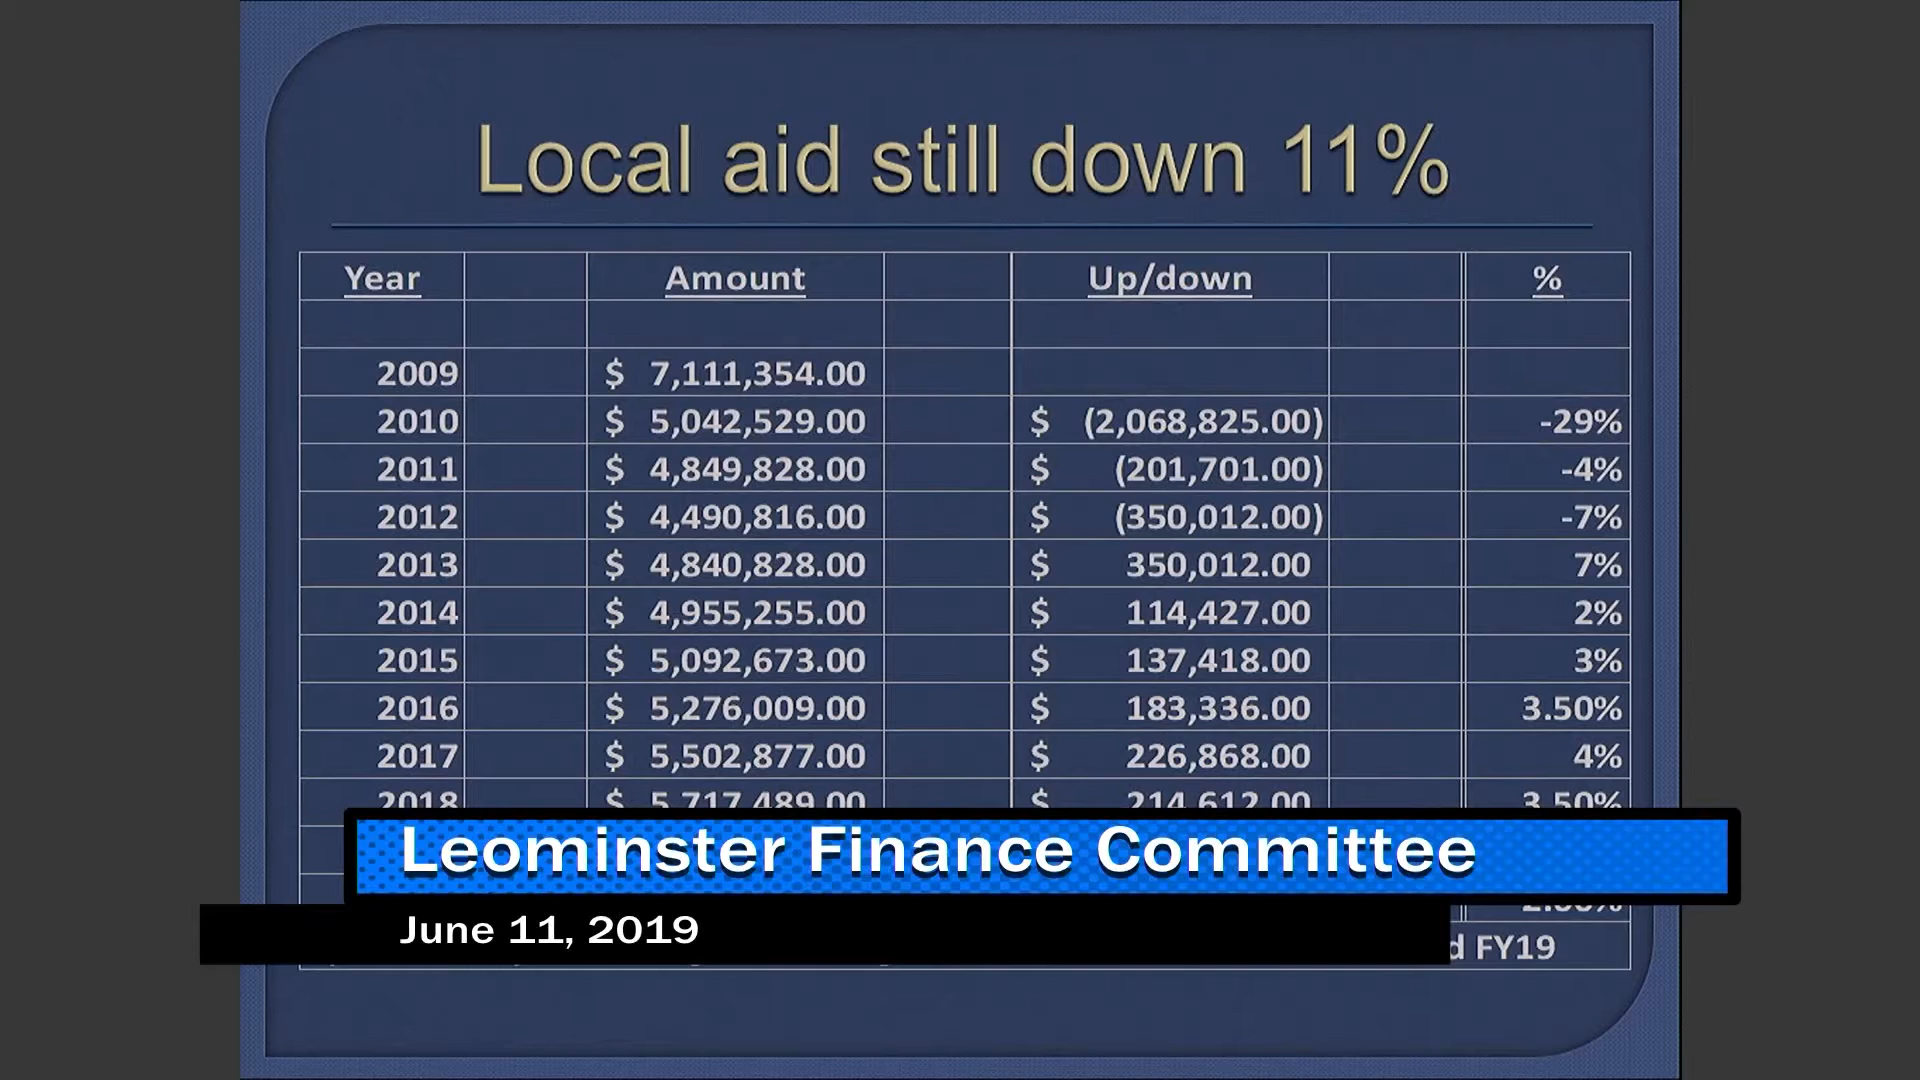 Local aid still down 11%
Year Amount Up/down %
2009 $ 7,111,354.00
2010 $ 5,042,529.00 $ (2,068,825.00) -29%
2011 $ 4,849,828.00 $ (201,701.00) -4%
2012 $ 4,490,816.00 $ (350,012.00) -7%
2013 $ 4,840,828.00 $ 350,012.00 7%
2014 $ 4,955,255.00 $ 114,427.00 2%
2015 $ 5,092,673.00 $ 137,418.00 3%
2016 $ 5,276,009.00 $ 183,336.00 3.50%
2017 $ 5,502,877.00 $ 226,868.00 4%
2018 $ 5,717,489.00 $ 214,612.00 3.50%
Leominster Finance Committee
June 11, 2019
FY19